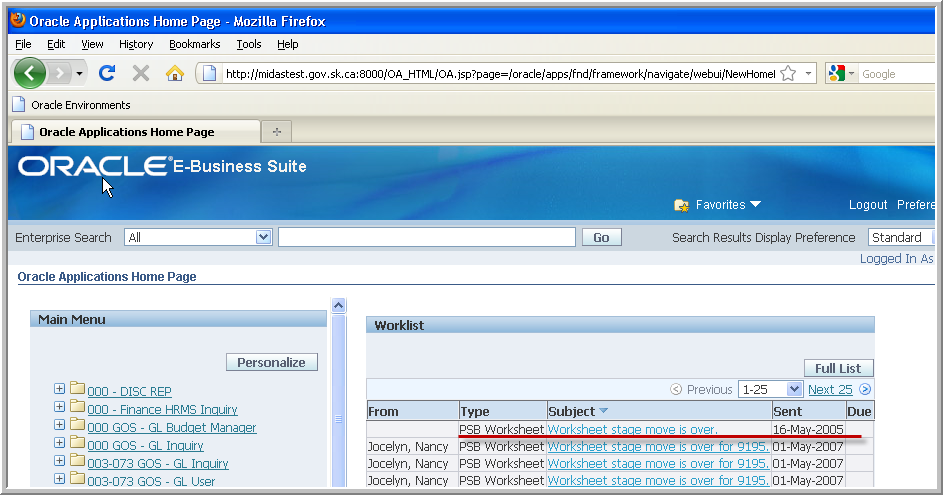 Oracle Applications Home Page - Mozilla Firefox
File Edit View History Bookmarks Tools Help
http://midastest.gov.sk.ca:8000/OA_HTML/OA.jsp?page=/oracle/apps/fnd/framework/navigate/webui/NewHomeI Google
Oracle Environments
Oracle Applications Home Page
ORACLE® E-Business Suite
Favorites Logout Prefere
Enterprise Search All Go Search Results Display Preference Standard
Logged In As
Oracle Applications Home Page
Main Menu
Personalize
000 - DISC REP
000 - Finance HRMS Inquiry
000 GOS - GL Budget Manager
000 GOS - GL Inquiry
003-073 GOS - GL Inquiry
003-073 GOS - GL User
Worklist
Full List
Previous 1-25 Next 25
From Type Subject Sent Due
PSB Worksheet Worksheet stage move is over. 16-May-2005
Jocelyn, Nancy PSB Worksheet Worksheet stage move is over for 9195. 01-May-2007
Jocelyn, Nancy PSB Worksheet Worksheet stage move is over for 9195. 01-May-2007
Jocelyn, Nancy PSB Worksheet Worksheet stage move is over for 9195. 01-May-2007